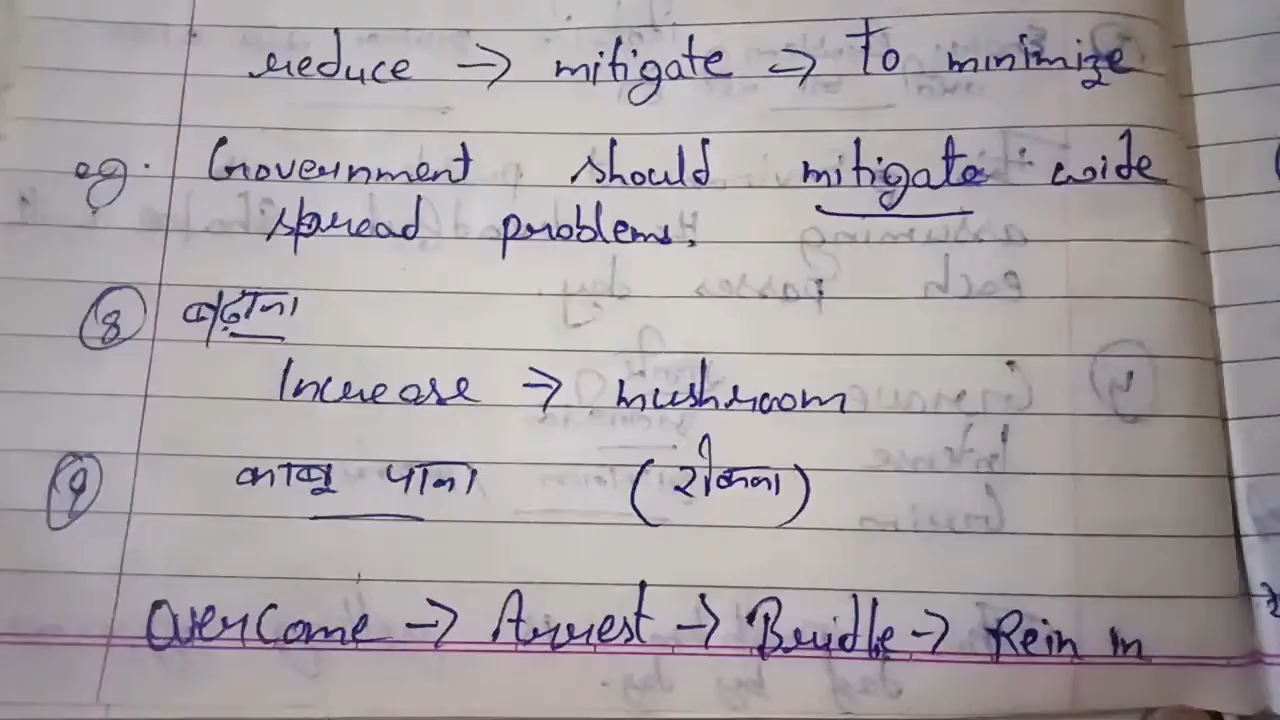 reduce → mitigate → To minimize
eg. Government should mitigate wide
spread problems.
8 बढ़ाना
Increase → mushroom
9 काबू पाना (रोकना)
Overcome → Arrest → Bridle → Rein in